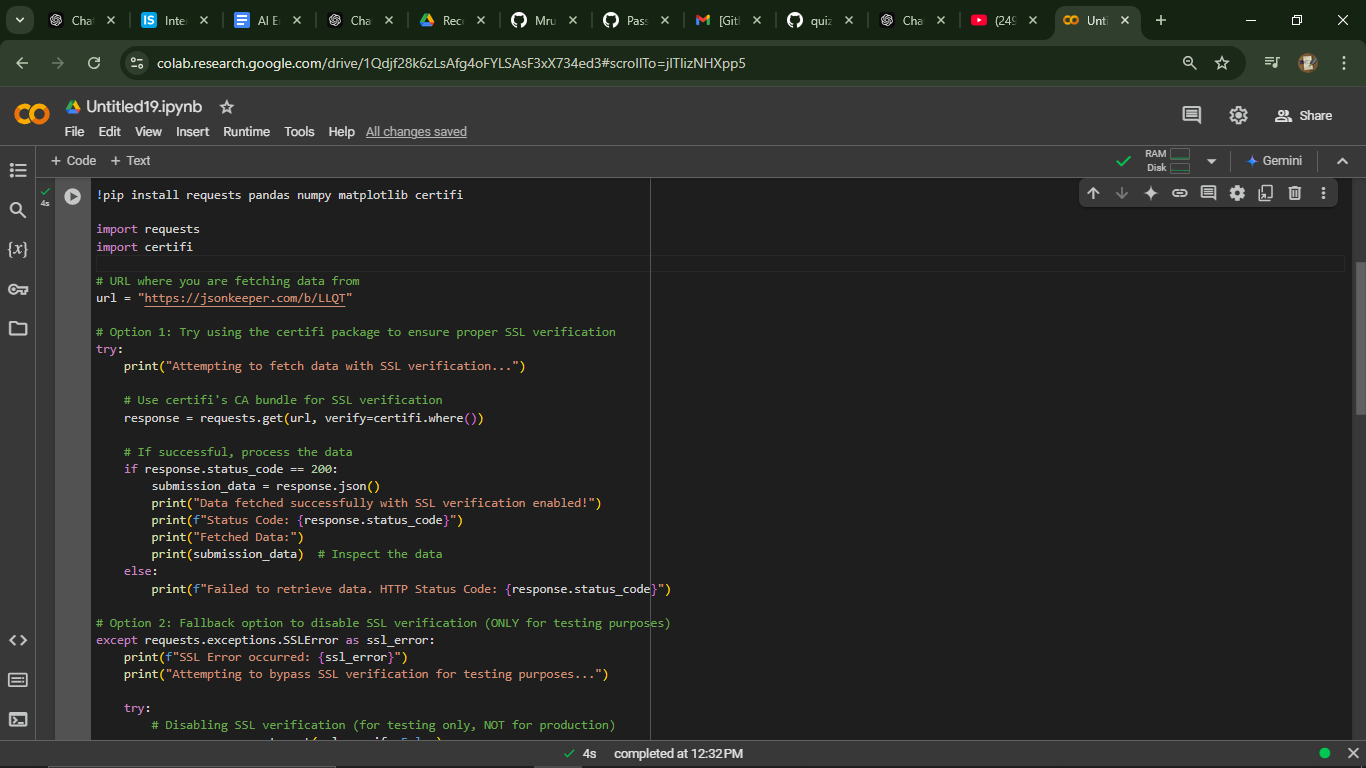 Chat
Inte
AI E
Cha
Rec
Mru
Pass
[Git
quiz
Cha
(249
Unti
colab.research.google.com/drive/1Qdjf28k6zLsAfg4oFYLSAsF3xX734ed3#scrollTo=jlTlizNHXpp5
Untitled19.ipynb
File Edit View Insert Runtime Tools Help All changes saved
Share
+ Code + Text
RAM
Disk
Gemini
4s
!pip install requests pandas numpy matplotlib certifi
import requests
import certifi
# URL where you are fetching data from
url = "https://jsonkeeper.com/b/LLQT"
# Option 1: Try using the certifi package to ensure proper SSL verification
try:
print("Attempting to fetch data with SSL verification...")
# Use certifi's CA bundle for SSL verification
response = requests.get(url, verify=certifi.where())
# If successful, process the data
if response.status_code == 200:
submission_data = response.json()
print("Data fetched successfully with SSL verification enabled!")
print(f"Status Code: {response.status_code}")
print("Fetched Data:")
print(submission_data)  # Inspect the data
else:
print(f"Failed to retrieve data. HTTP Status Code: {response.status_code}")
# Option 2: Fallback option to disable SSL verification (ONLY for testing purposes)
except requests.exceptions.SSLError as ssl_error:
print(f"SSL Error occurred: {ssl_error}")
print("Attempting to bypass SSL verification for testing purposes...")
try:
# Disabling SSL verification (for testing only, NOT for production)
4s completed at 12:32 PM